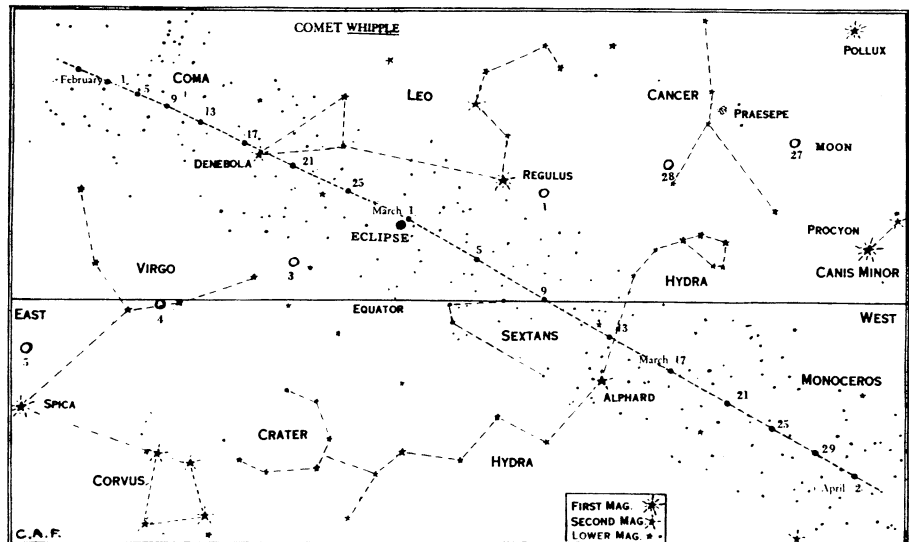 COMET WHIPPLE
POLLUX
February 1
5
COMA
9
LEO
CANCER
PRAESEPE
13
17
27
MOON
DENEBOLA
21
28
REGULUS
25
1
March 1
ECLIPSE
PROCYON
5
VIRGO
3
HYDRA
CANIS MINOR
9
4
EQUATOR
EAST
WEST
SEXTANS
13
5
March 17
MONOCEROS
SPICA
ALPHARD
21
25
CRATER
29
HYDRA
CORVUS
April 2
FIRST MAG.
SECOND MAG.
LOWER MAG.
C.A.F.